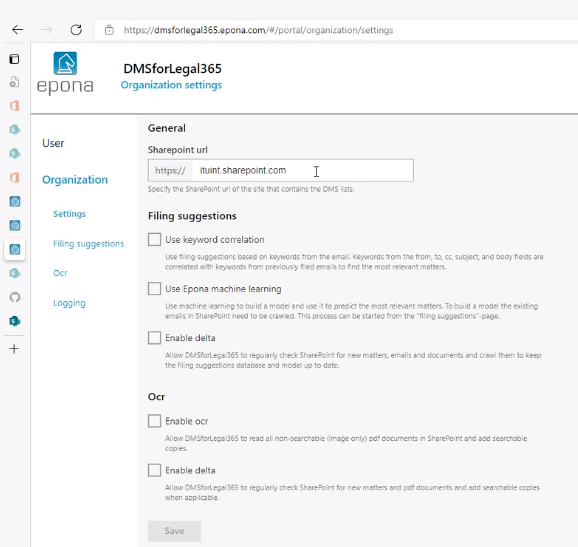 https://dmsforlegal365.epona.com/#/portal/organization/settings
epona
DMSforLegal365
Organization settings
User
Organization
Settings
Filing suggestions
Ocr
Logging
General
Sharepoint url
https:// ituint.sharepoint.com
Specify the SharePoint url of the site that contains the DMS lists.
Filing suggestions
Use keyword correlation
Use filing suggestions based on keywords from the email. Keywords from the from, to, cc, subject, and body fields are
correlated with keywords from previously filed emails to find the most relevant matters.
Use Epona machine learning
Use machine learning to build a model and use it to predict the most relevant matters. To build a model the existing
emails in SharePoint need to be crawled. This process can be started from the "filing suggestions"-page.
Enable delta
Allow DMSforLegal365 to regularly check SharePoint for new matters, emails and documents and crawl them to keep
the filing suggestions database and model up to date.
Ocr
Enable ocr
Allow DMSforLegal365 to read all non-searchable (image only) pdf documents in SharePoint and add searchable
copies.
Enable delta
Allow DMSforLegal365 to regularly check SharePoint for new matters and pdf documents and add searchable copies
when applicable.
Save